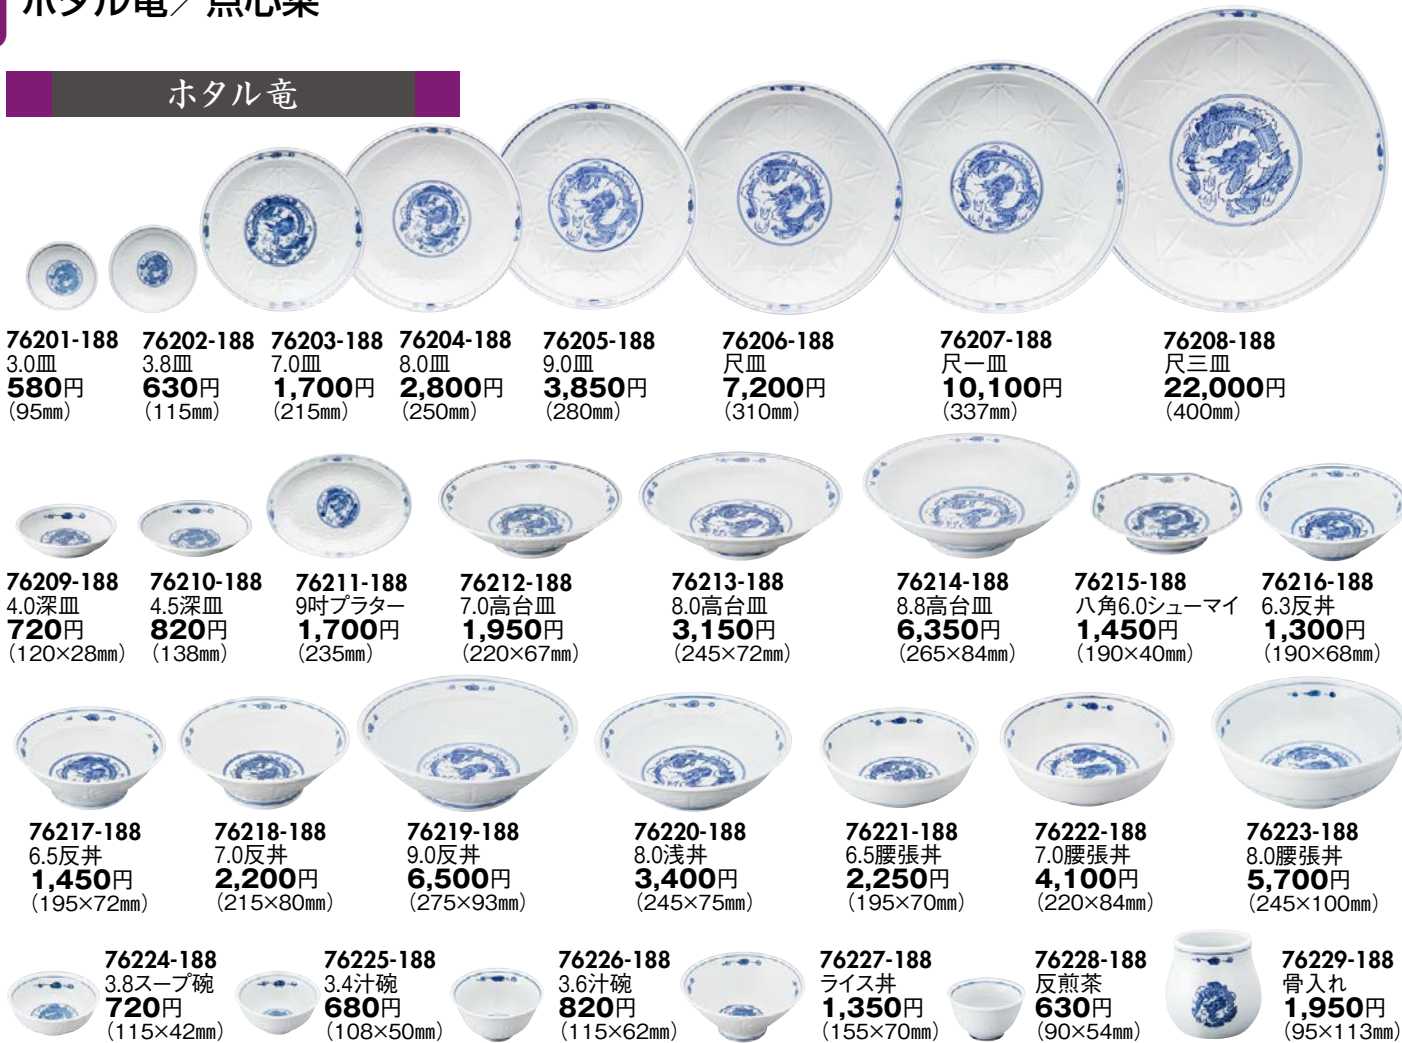 ホタル竜／点心菜
ホタル竜
76201-188
3.0皿
580円
（95㎜）
76202-188
3.8皿
630円
（115㎜）
76203-188
7.0皿
1,700円
（215㎜）
76204-188
8.0皿
2,800円
（250㎜）
76205-188
9.0皿
3,850円
（280㎜）
76206-188
尺皿
7,200円
（310㎜）
76207-188
尺一皿
10,100円
（337㎜）
76208-188
尺三皿
22,000円
（400㎜）
76209-188
4.0深皿
720円
（120×28㎜）
76210-188
4.5深皿
820円
（138㎜）
76211-188
9吋プラター
1,700円
（235㎜）
76212-188
7.0高台皿
1,950円
（220×67㎜）
76213-188
8.0高台皿
3,150円
（245×72㎜）
76214-188
8.8高台皿
6,350円
（265×84㎜）
76215-188
八角6.0シューマイ
1,450円
（190×40㎜）
76216-188
6.3反丼
1,300円
（190×68㎜）
76217-188
6.5反丼
1,450円
（195×72㎜）
76218-188
7.0反丼
2,200円
（215×80㎜）
76219-188
9.0反丼
6,500円
（275×93㎜）
76220-188
8.0浅丼
3,400円
（245×75㎜）
76221-188
6.5腰張丼
2,250円
（195×70㎜）
76222-188
7.0腰張丼
4,100円
（220×84㎜）
76223-188
8.0腰張丼
5,700円
（245×100㎜）
76224-188
3.8スープ碗
720円
（115×42㎜）
76225-188
3.4汁碗
680円
（108×50㎜）
76226-188
3.6汁碗
820円
（115×62㎜）
76227-188
ライス丼
1,350円
（155×70㎜）
76228-188
反煎茶
630円
（90×54㎜）
76229-188
骨入れ
1,950円
（95×113㎜）